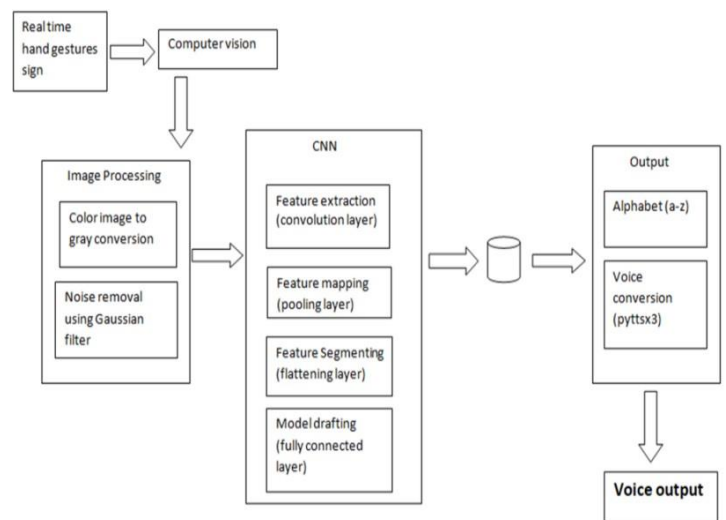 Real time
hand gestures
sign
Computer vision
Image Processing
Color image to
gray conversion
Noise removal
using Gaussian
filter
CNN
Feature extraction
(convolution layer)
Feature mapping
(pooling layer)
Feature Segmenting
(flattening layer)
Model drafting
(fully connected
layer)
Output
Alphabet (a-z)
Voice
conversion
(pyttsx3)
Voice output